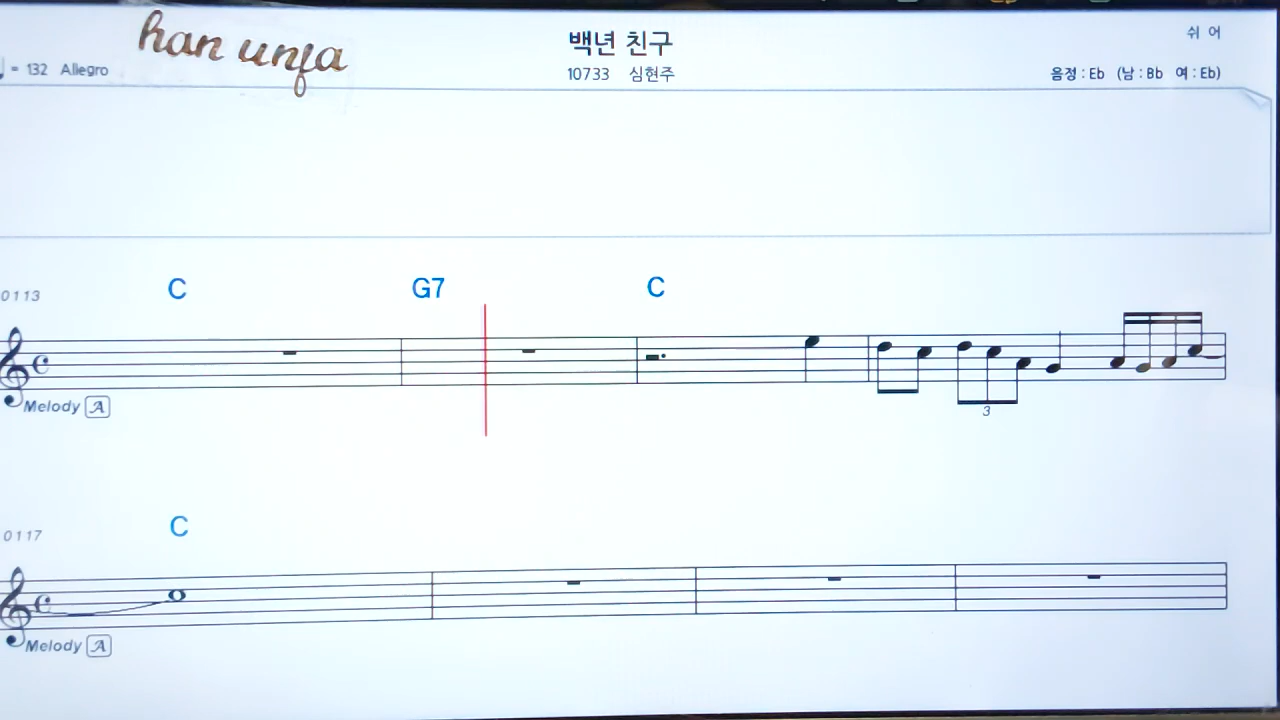 han unja
백년 친구
쉬 어
= 132 Allegro
10733 심현주
음정 : Eb (남 : Bb 여 : Eb)
0113
C G7 C
Melody A
3
0117
C
Melody A